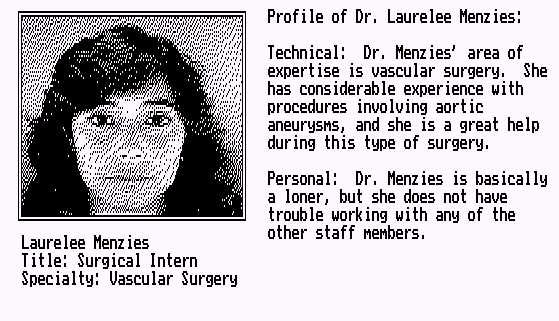 Profile of Dr. Laurelee Menzies:
Technical: Dr. Menzies' area of
expertise is vascular surgery. She
has considerable experience with
procedures involving aortic
aneurysms, and she is a great help
during this type of surgery.
Personal: Dr. Menzies is basically
a loner, but she does not have
trouble working with any of the
other staff members.
Laurelee Menzies
Title: Surgical Intern
Specialty: Vascular Surgery